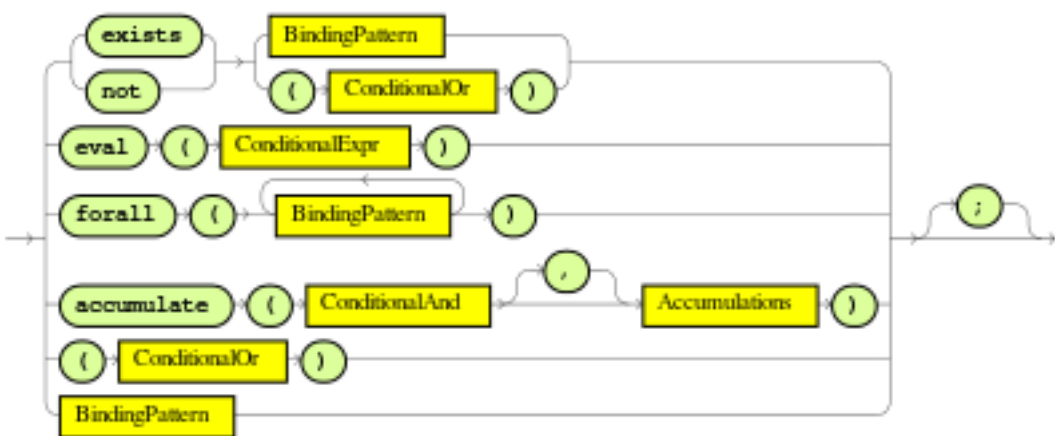 exists BindingPattern
not ( ConditionalOr )
eval ( ConditionalExpr )
forall ( BindingPattern ) ;
,
accumulate ( ConditionalAnd Accumulations )
( ConditionalOr )
BindingPattern